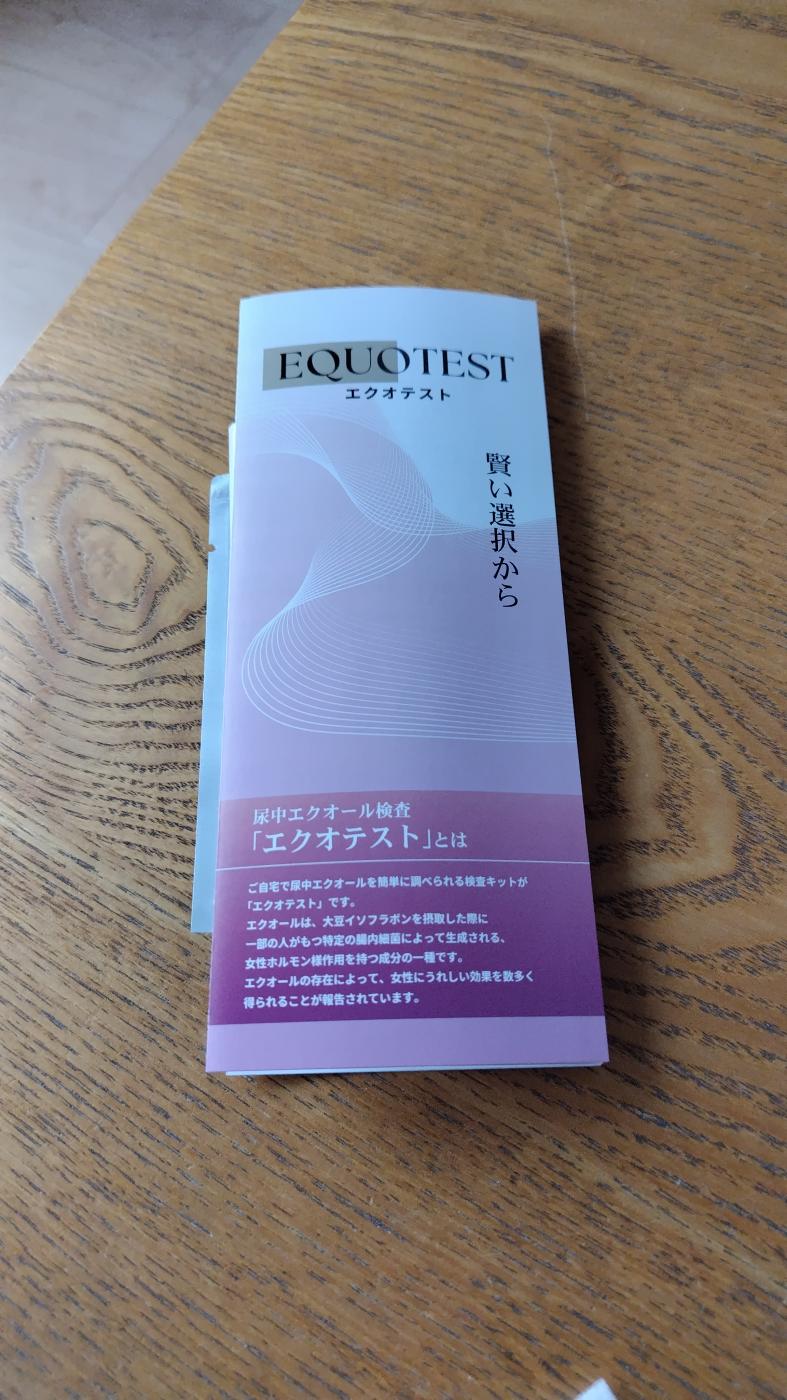 EQUOTEST
エクオテスト
賢い選択から
尿中エクオール検査
「エクオテスト」とは
ご自宅で尿中エクオールを簡単に調べられる検査キットが
「エクオテスト」です。
エクオールは、大豆イソフラボンを摂取した際に
一部の人がもつ特定の腸内細菌によって生成される、
女性ホルモン様作用を持つ成分の一種です。
エクオールの存在によって、女性にうれしい効果を数多く
得られることが報告されています。